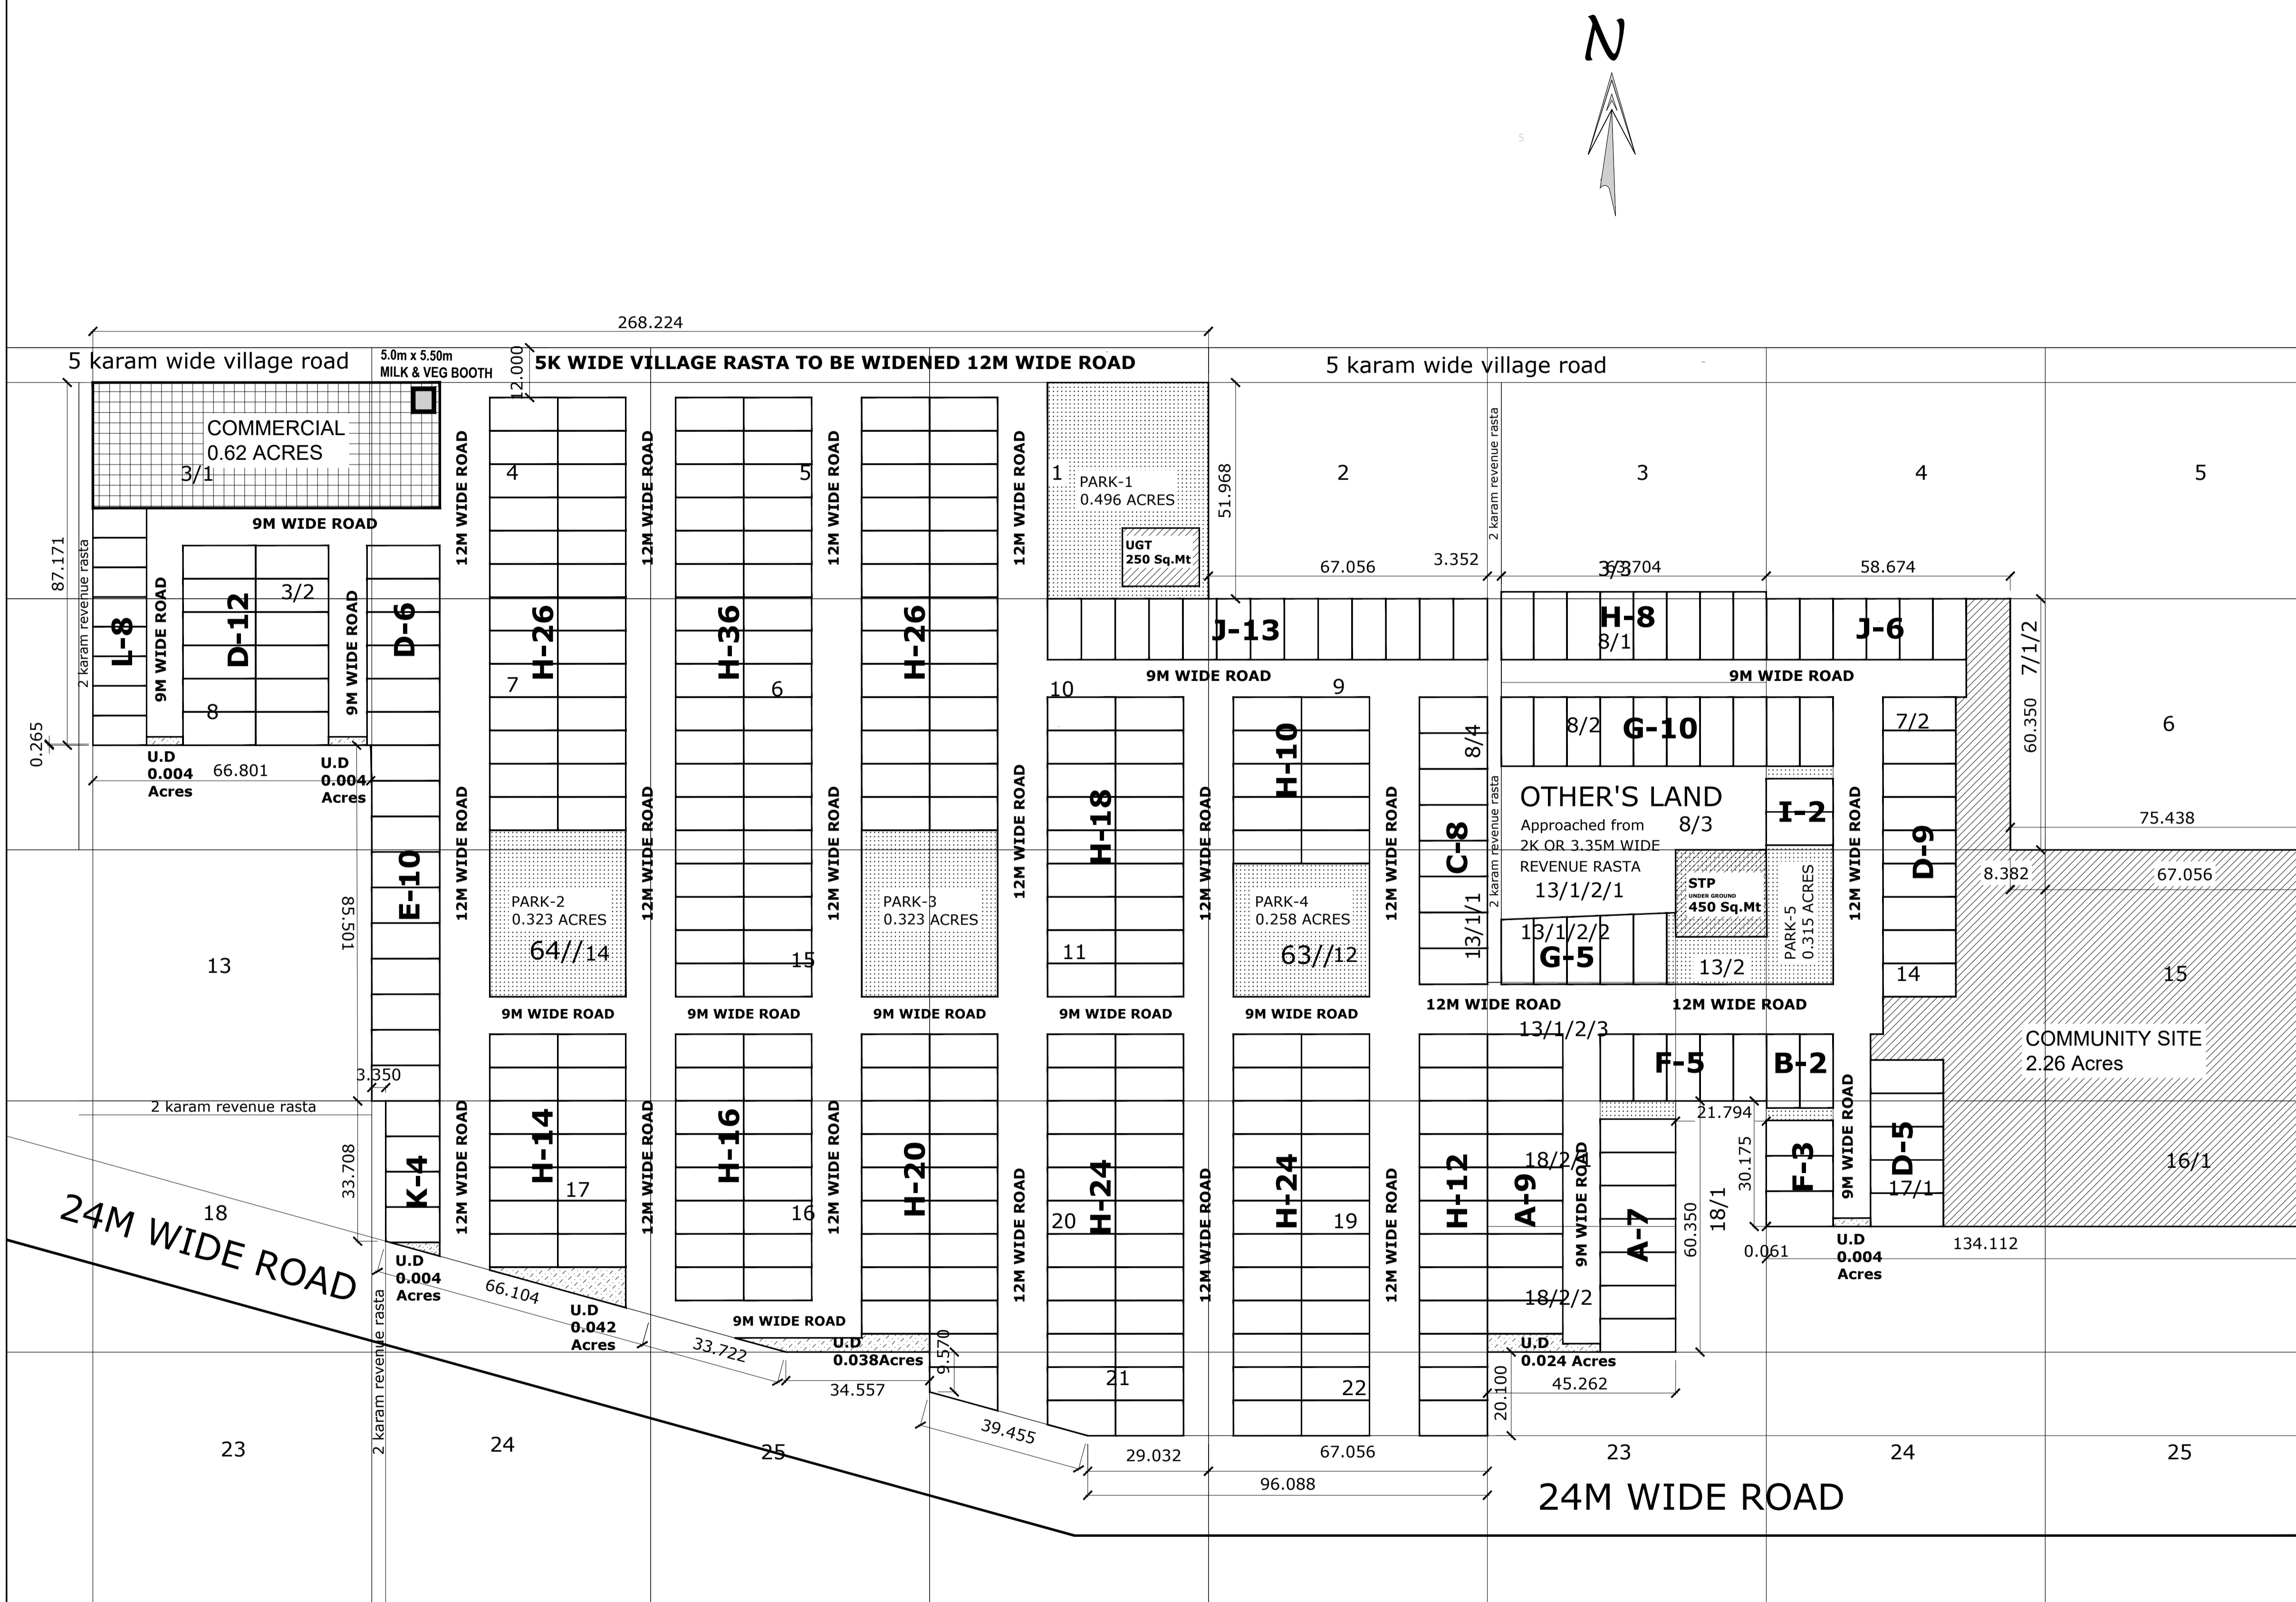 N
5
268.224
5 karam wide village road
5.0m x 5.50m
MILK & VEG BOOTH
12.000
5K WIDE VILLAGE RASTA TO BE WIDENED 12M WIDE ROAD
5 karam wide village road
COMMERCIAL
0.62 ACRES
3/1
9M WIDE ROAD
87.171
2 karam revenue rasta
0.265
L-8
9M WIDE ROAD
D-12
3/2
8
9M WIDE ROAD
D-6
U.D
0.004
Acres
66.801
U.D
0.004
Acres
12M WIDE ROAD
4
H-26
7
12M WIDE ROAD
5
H-36
6
12M WIDE ROAD
H-26
12M WIDE ROAD
1
PARK-1
0.496 ACRES
UGT
250 Sq.Mt
51.968
2
2 karam revenue rasta
3
4
5
67.056
3.352
63.704
3/3
58.674
J-13
H-8
8/1
J-6
7/1/2
60.350
9M WIDE ROAD
9M WIDE ROAD
10
9
H-18
H-10
8/4
C-8
13/1/1
8/2
G-10
7/2
6
OTHER'S LAND
Approached from
8/3
2K OR 3.35M WIDE
REVENUE RASTA
13/1/2/1
2 karam revenue rasta
I-2
STP
UNDER GROUND
450 Sq.Mt
PARK-5
0.315 ACRES
12M WIDE ROAD
D-9
75.438
8.382
67.056
13/1/2/2
G-5
13/2
14
15
13
85.501
E-10
12M WIDE ROAD
PARK-2
0.323 ACRES
64//14
12M WIDE ROAD
15
12M WIDE ROAD
PARK-3
0.323 ACRES
12M WIDE ROAD
11
12M WIDE ROAD
PARK-4
0.258 ACRES
63//12
12M WIDE ROAD
9M WIDE ROAD
9M WIDE ROAD
9M WIDE ROAD
9M WIDE ROAD
9M WIDE ROAD
12M WIDE ROAD
12M WIDE ROAD
13/1/2/3
COMMUNITY SITE
2.26 Acres
3.350
2 karam revenue rasta
33.708
K-4
12M WIDE ROAD
H-14
17
12M WIDE ROAD
H-16
16
12M WIDE ROAD
H-20
12M WIDE ROAD
H-24
20
12M WIDE ROAD
H-24
19
12M WIDE ROAD
H-12
A-9
18/2/1
18/2/2
9M WIDE ROAD
F-5
A-7
B-2
21.794
60.350
18/1
30.175
F-3
9M WIDE ROAD
D-5
17/1
16/1
0.061
U.D
0.004
Acres
134.112
18
24M WIDE ROAD
U.D
0.004
Acres
66.104
U.D
0.042
Acres
9M WIDE ROAD
33.722
U.D
0.038Acres
34.557
9.570
21
22
U.D
0.024 Acres
45.262
20.100
2 karam revenue rasta
39.455
29.032
67.056
96.088
23
24
25
23
24
25
24M WIDE ROAD